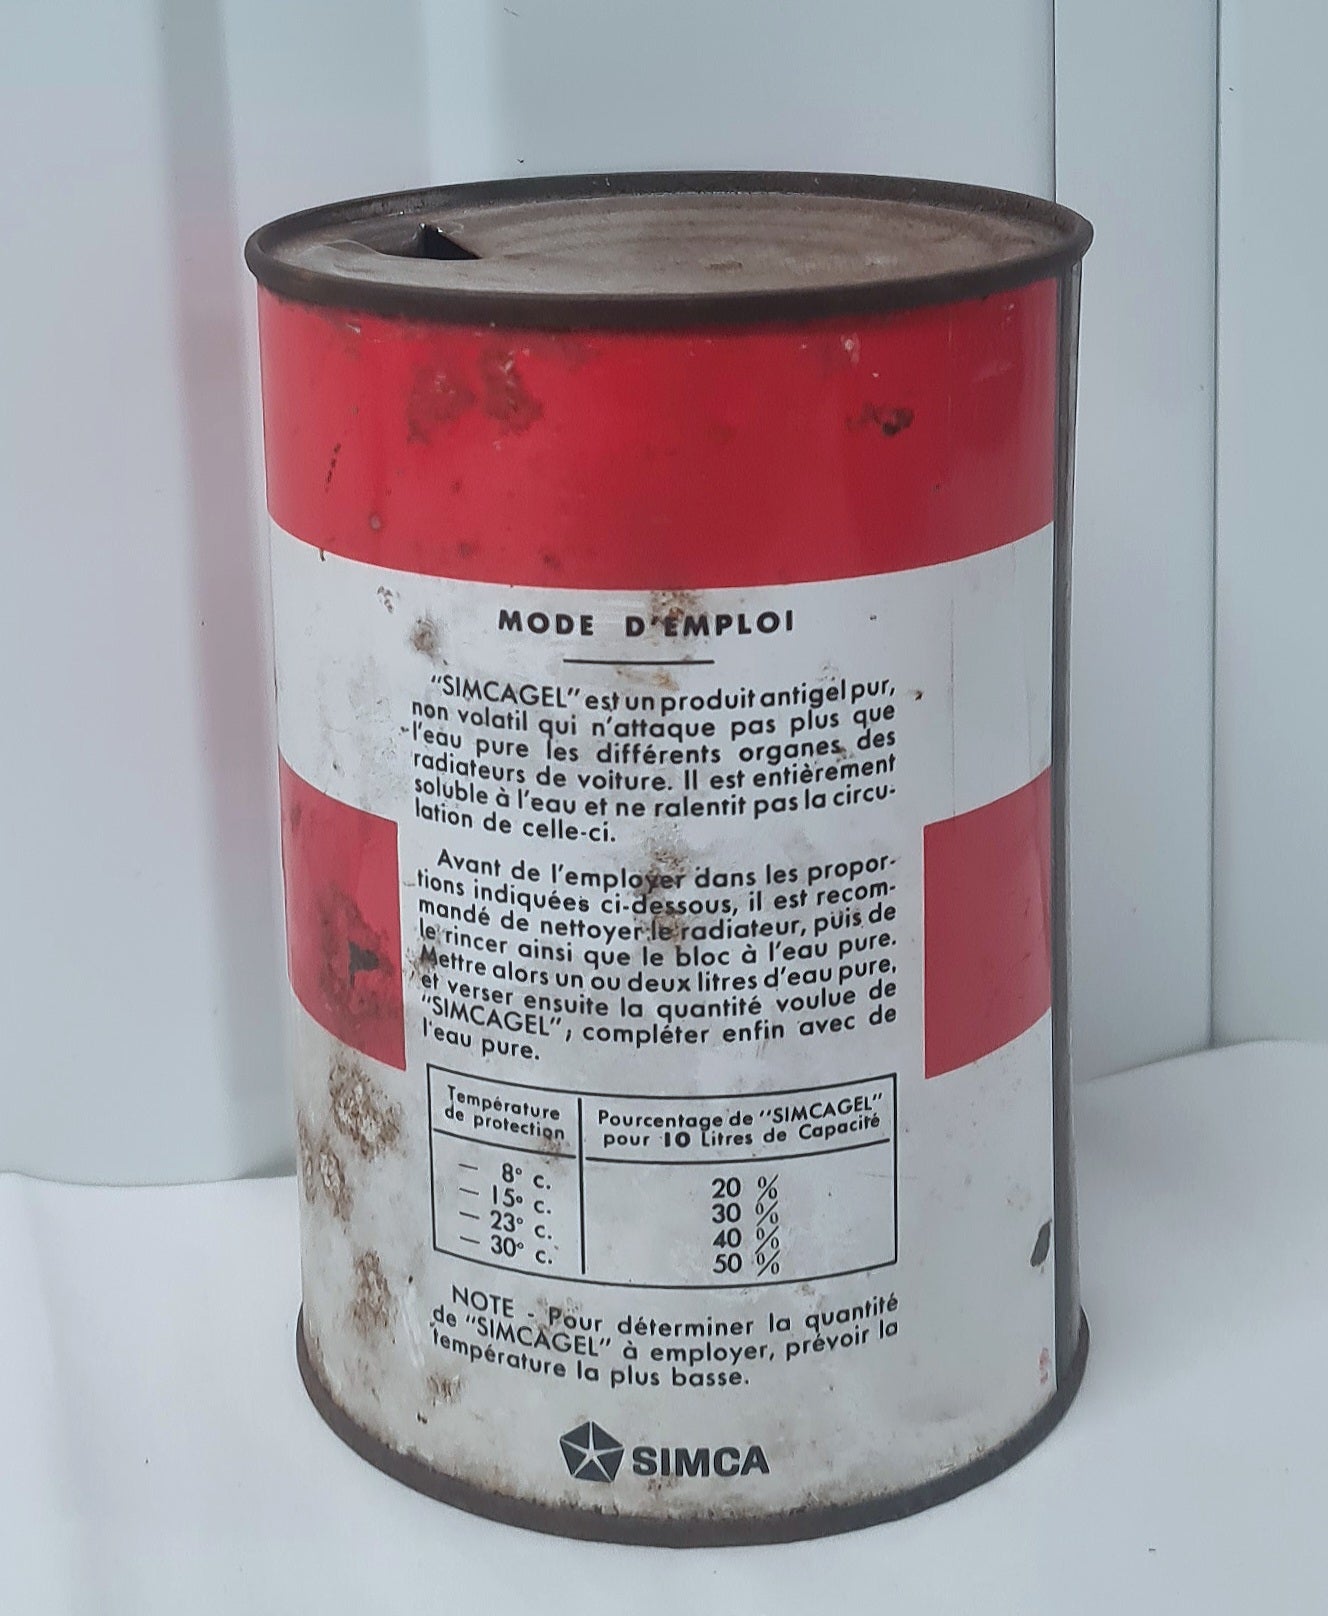 MODE D'EMPLOI
"SIMCAGEL" est un produit antigel pur,
non volatil qui n'attaque pas plus que
l'eau pure les différents organes des
radiateurs de voiture. Il est entièrement
soluble à l'eau et ne ralentit pas la circu-
lation de celle-ci.
Avant de l'employer dans les propor-
tions indiquées ci-dessous, il est recom-
mandé de nettoyer le radiateur, puis de
le rincer ainsi que le bloc à l'eau pure.
Mettre alors un ou deux litres d'eau pure,
et verser ensuite la quantité voulue de
"SIMCAGEL", compléter enfin avec de
l'eau pure.
Température
de protection
Pourcentage de "SIMCAGEL"
pour 10 Litres de Capacité
— 8° c. 20 %
— 15° c. 30 %
— 23° c. 40 %
— 30° c. 50 %
NOTE - Pour déterminer la quantité
de "SIMCAGEL" à employer, prévoir la
température la plus basse.
SIMCA